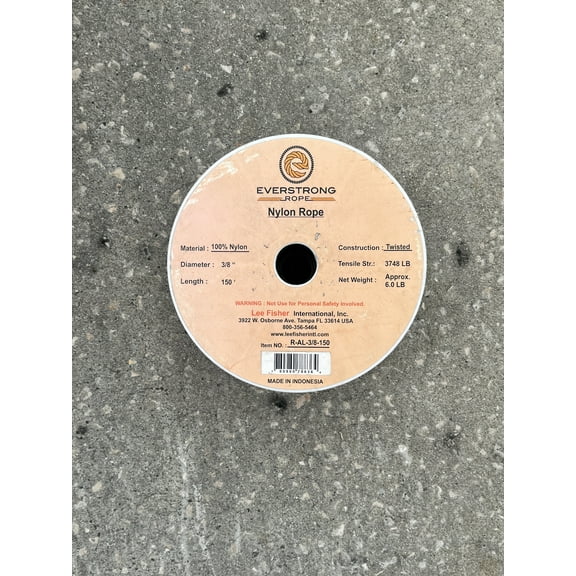 EVERSTRONG
ROPE
Nylon Rope
Material : 100% Nylon
Diameter : 3/8 "
Length : 150 '
Construction : Twisted
Tensile Str.: 3748 LB
Net Weight : Approx.
6.0 LB
WARNING : Not Use for Personal Safety Involved.
Lee Fisher International, Inc.
3922 W. Osborne Ave. Tampa FL 33614 USA
800-356-5464
www.leefisherintl.com
Item NO. : R-AL-3/8-150
MADE IN INDONESIA